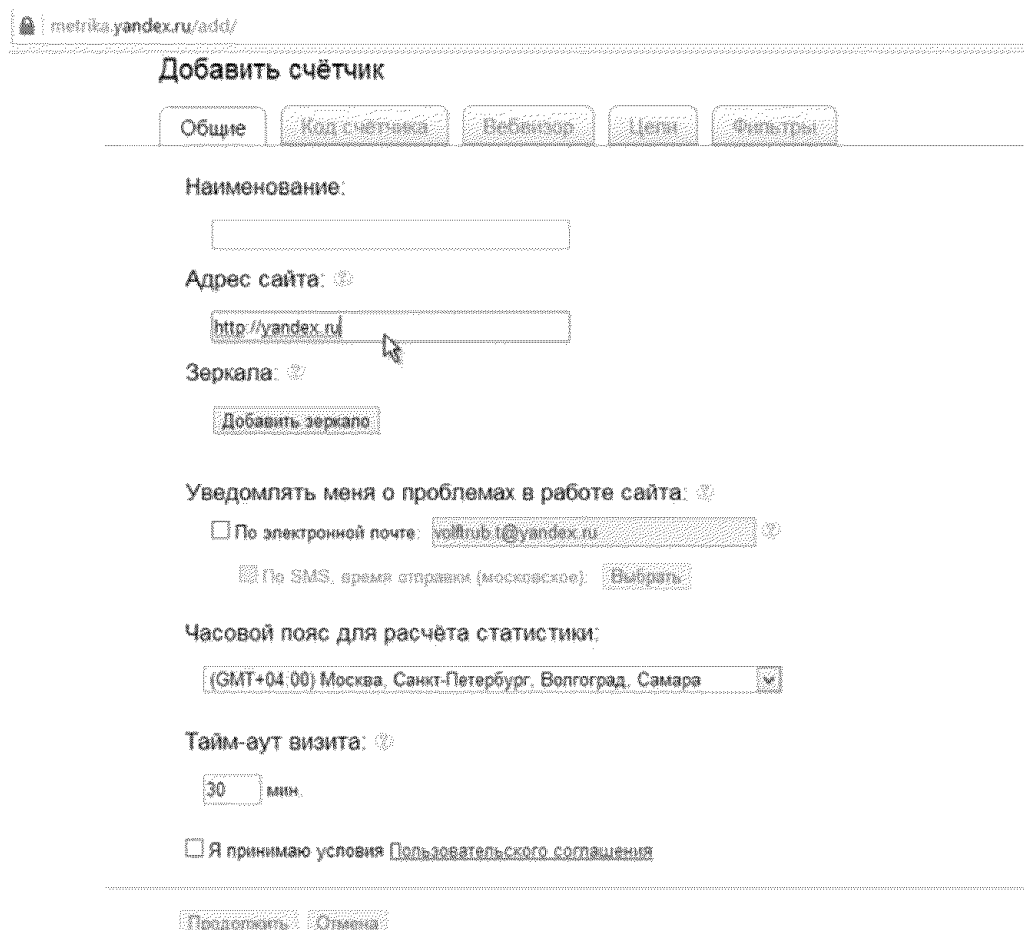 metrika.yandex.ru/add/
Добавить счётчик
Общие Код счётчика Вебвизор Цели Фильтры
Наименование:
Адрес сайта: ?
http://yandex.ru
Зеркала: ?
Добавить зеркало
Уведомлять меня о проблемах в работе сайта: ?
По электронной почте: @yandex.ru ?
По SMS, время отправки (московское): Выбрать
Часовой пояс для расчёта статистики:
(GMT+04:00) Москва, Санкт-Петербург, Волгоград, Самара
Тайм-аут визита: ?
30 мин.
Я принимаю условия Пользовательского соглашения
Продолжить Отмена